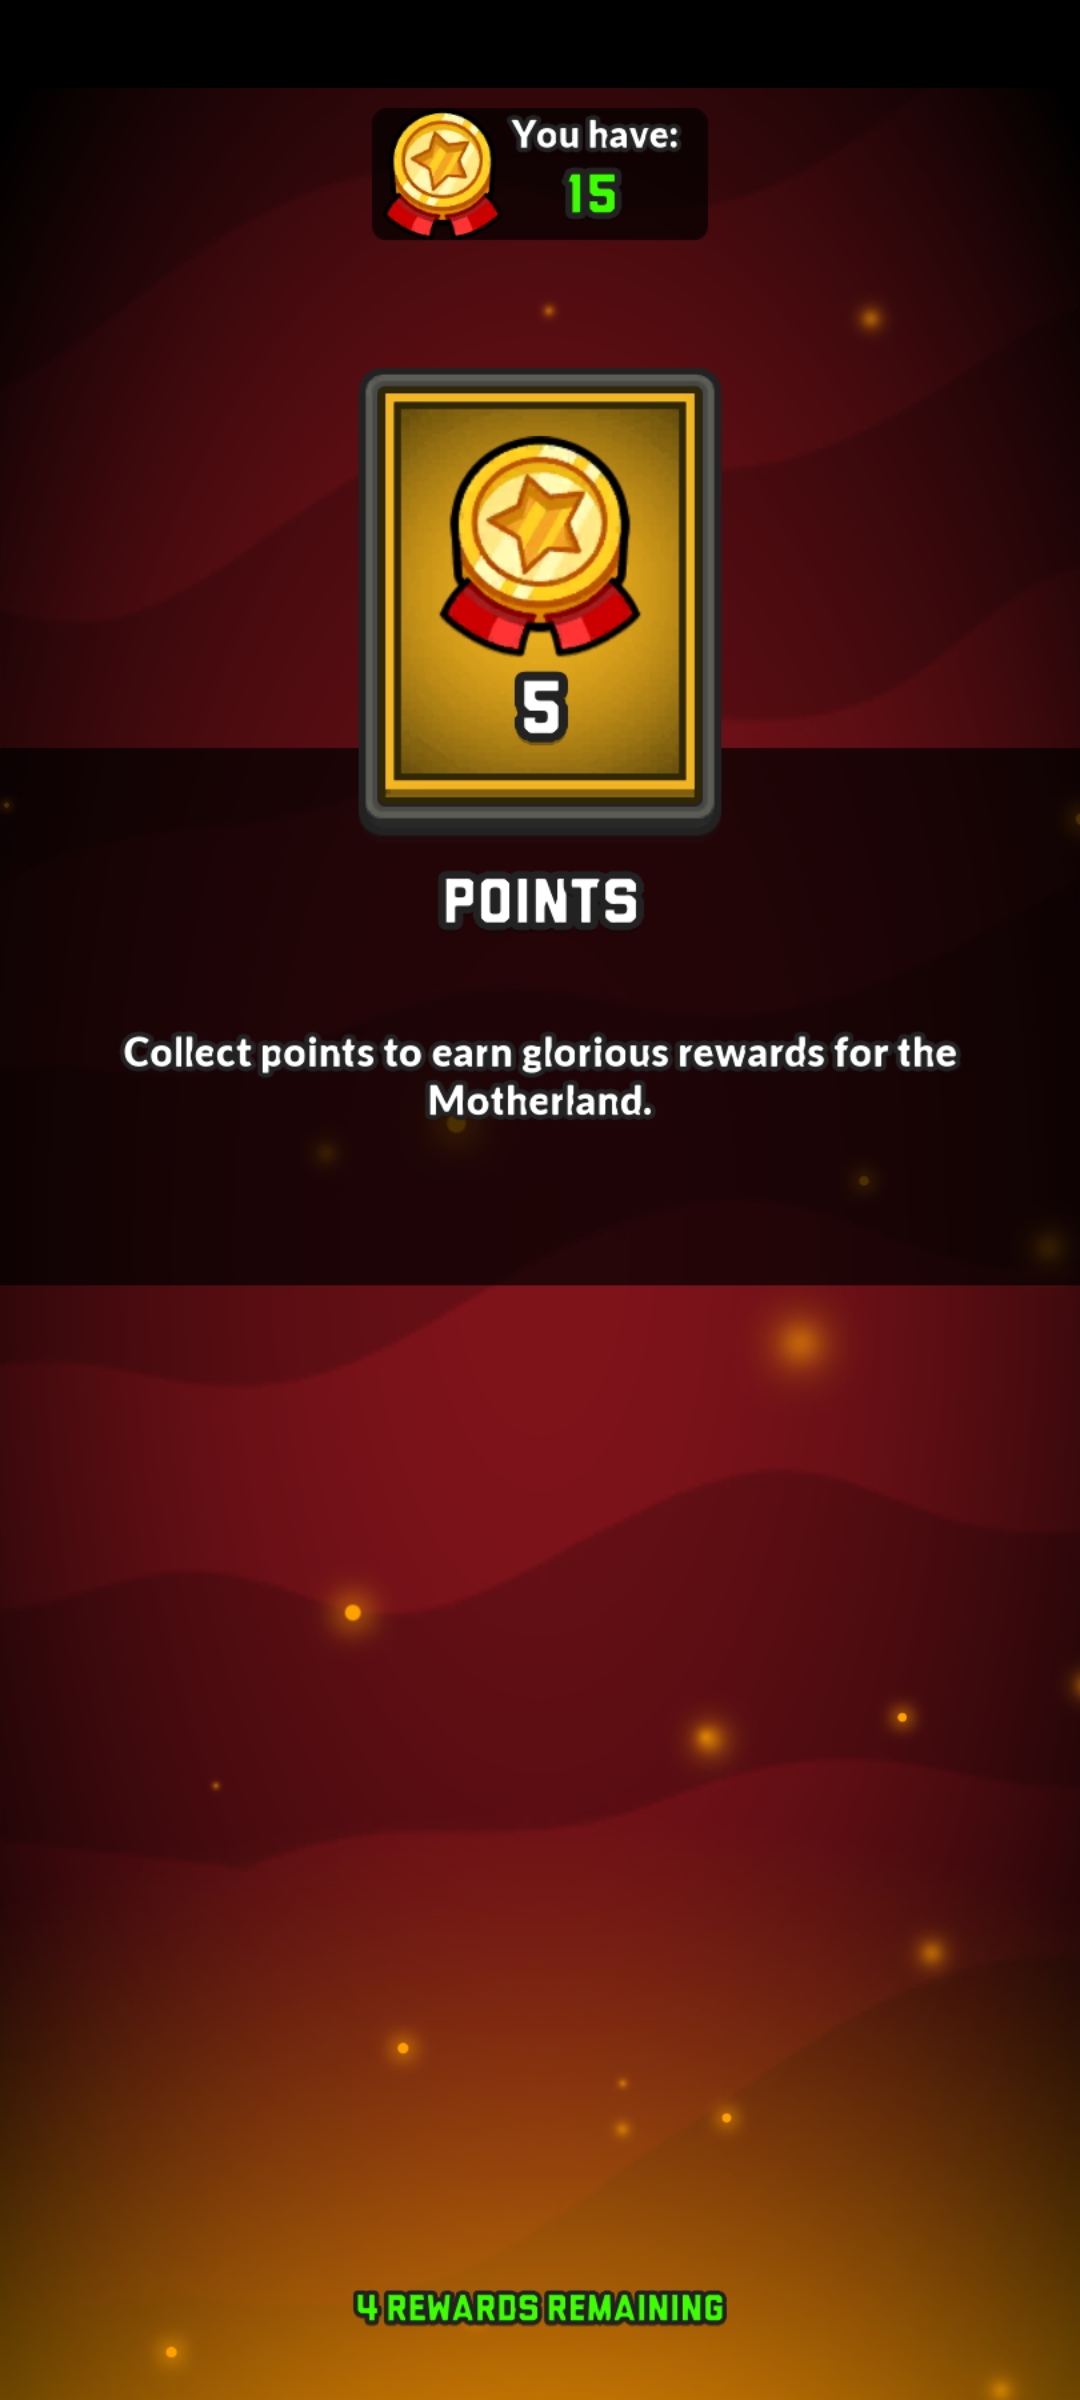 You have:
15
5
POINTS
Collect points to earn glorious rewards for the
Motherland.
4 REWARDS REMAINING